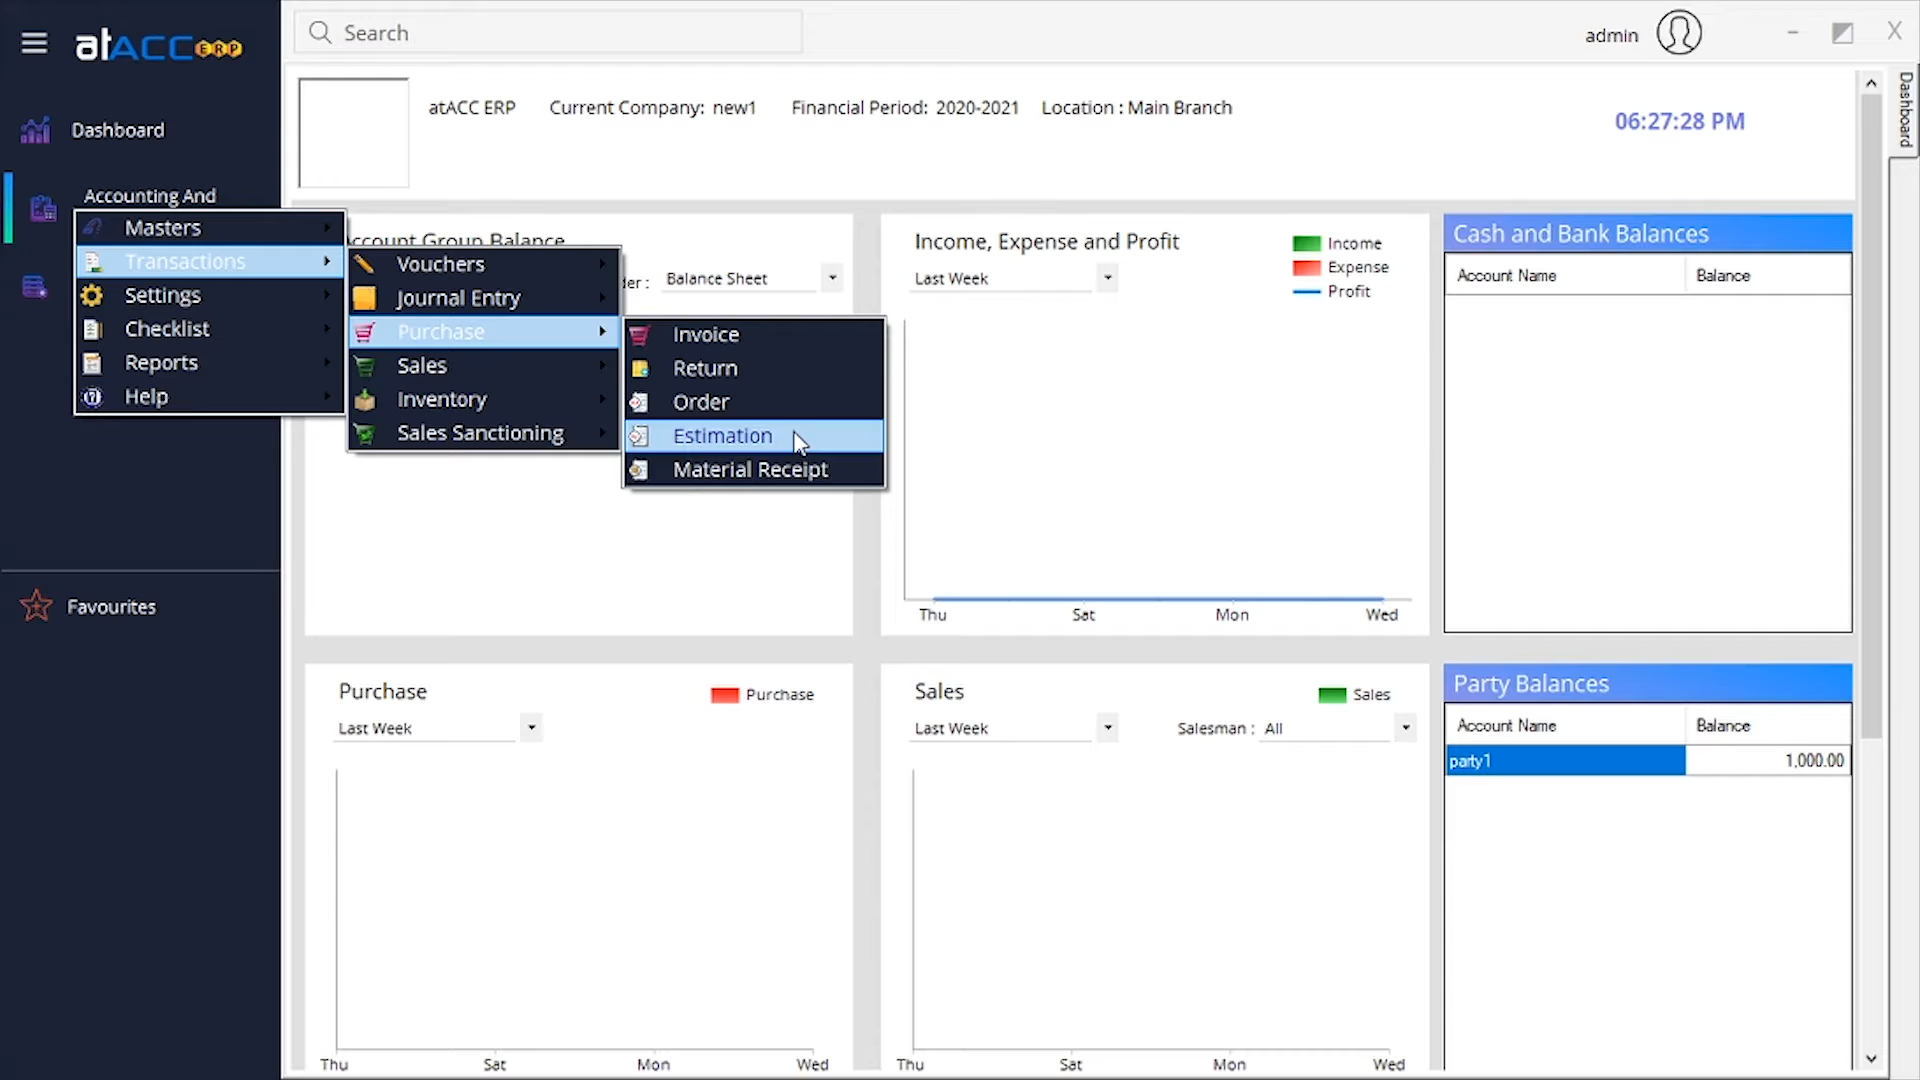 atACC ERP
Search
admin
X
Dashboard
atACC ERP Current Company: new1 Financial Period: 2020-2021 Location : Main Branch
06:27:28 PM
Dashboard
Accounting And
Masters
Transactions
Settings
Checklist
Reports
Help
Vouchers
Journal Entry
Purchase
Sales
Inventory
Sales Sanctioning
Invoice
Return
Order
Estimation
Material Receipt
Favourites
Account Group Balance
der : Balance Sheet
Income, Expense and Profit
Last Week
Income
Expense
Profit
Thu Sat Mon Wed
Cash and Bank Balances
Account Name Balance
Purchase
Last Week
Purchase
Thu Sat Mon Wed
Sales
Last Week
Sales
Salesman : All
Thu Sat Mon Wed
Party Balances
Account Name Balance
party1 1,000.00